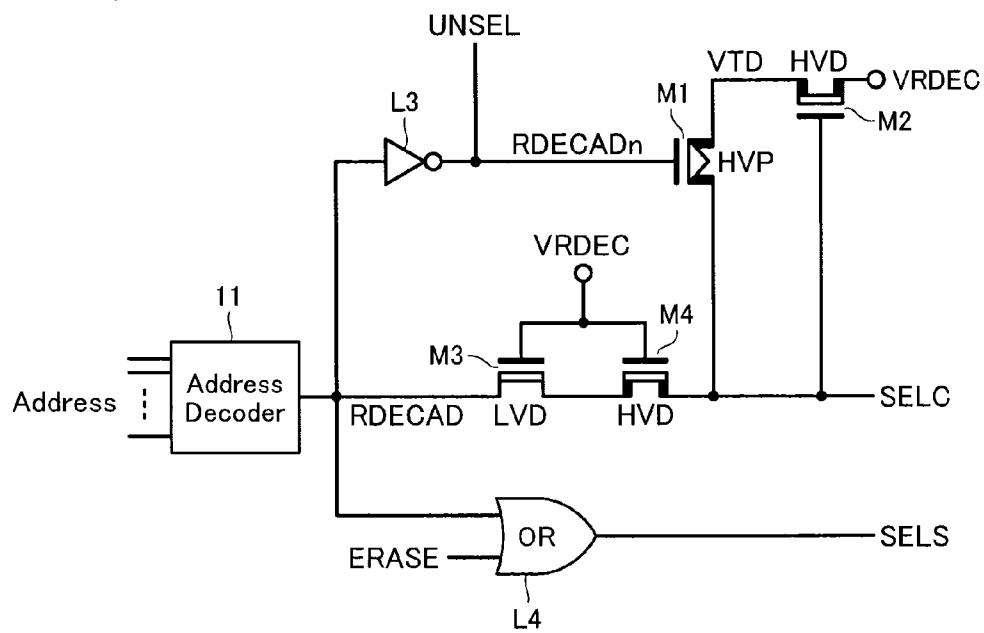 UNSEL
VTD
HVD
VRDEC
M1
M2
L3
RDECADn
HVP
VRDEC
11
M3
M4
Address
Address
Decoder
RDECAD
LVD
HVD
SELC
OR
SELS
ERASE
L4